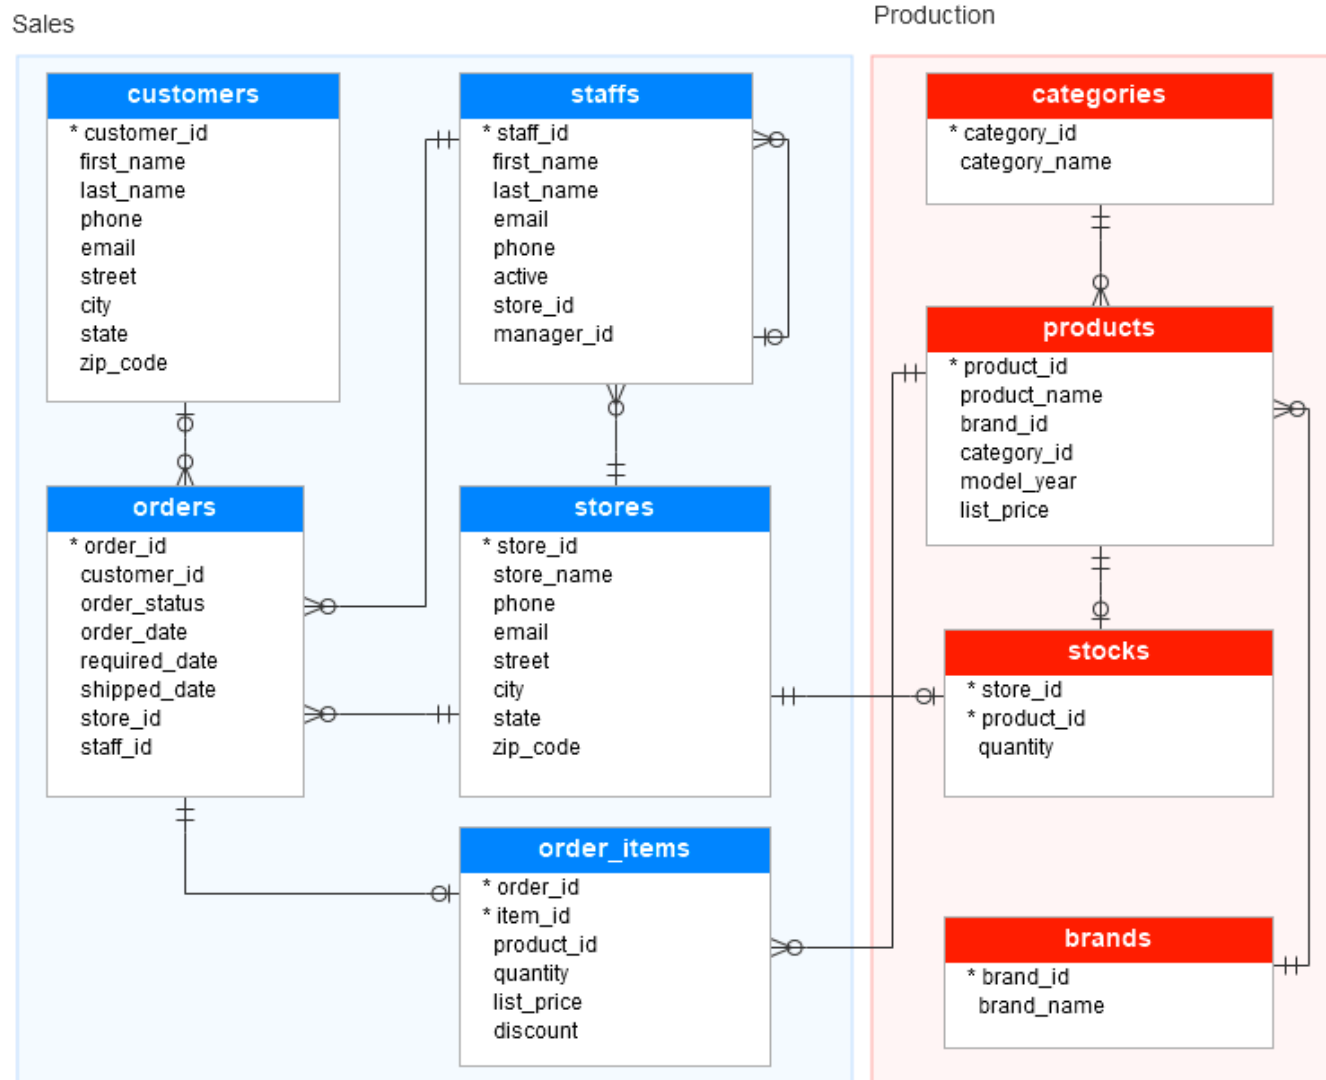 Sales
Production
customers
* customer_id
first_name
last_name
phone
email
street
city
state
zip_code
staffs
* staff_id
first_name
last_name
email
phone
active
store_id
manager_id
categories
* category_id
category_name
products
* product_id
product_name
brand_id
category_id
model_year
list_price
orders
* order_id
customer_id
order_status
order_date
required_date
shipped_date
store_id
staff_id
stores
* store_id
store_name
phone
email
street
city
state
zip_code
stocks
* store_id
* product_id
quantity
order_items
* order_id
* item_id
product_id
quantity
list_price
discount
brands
* brand_id
brand_name